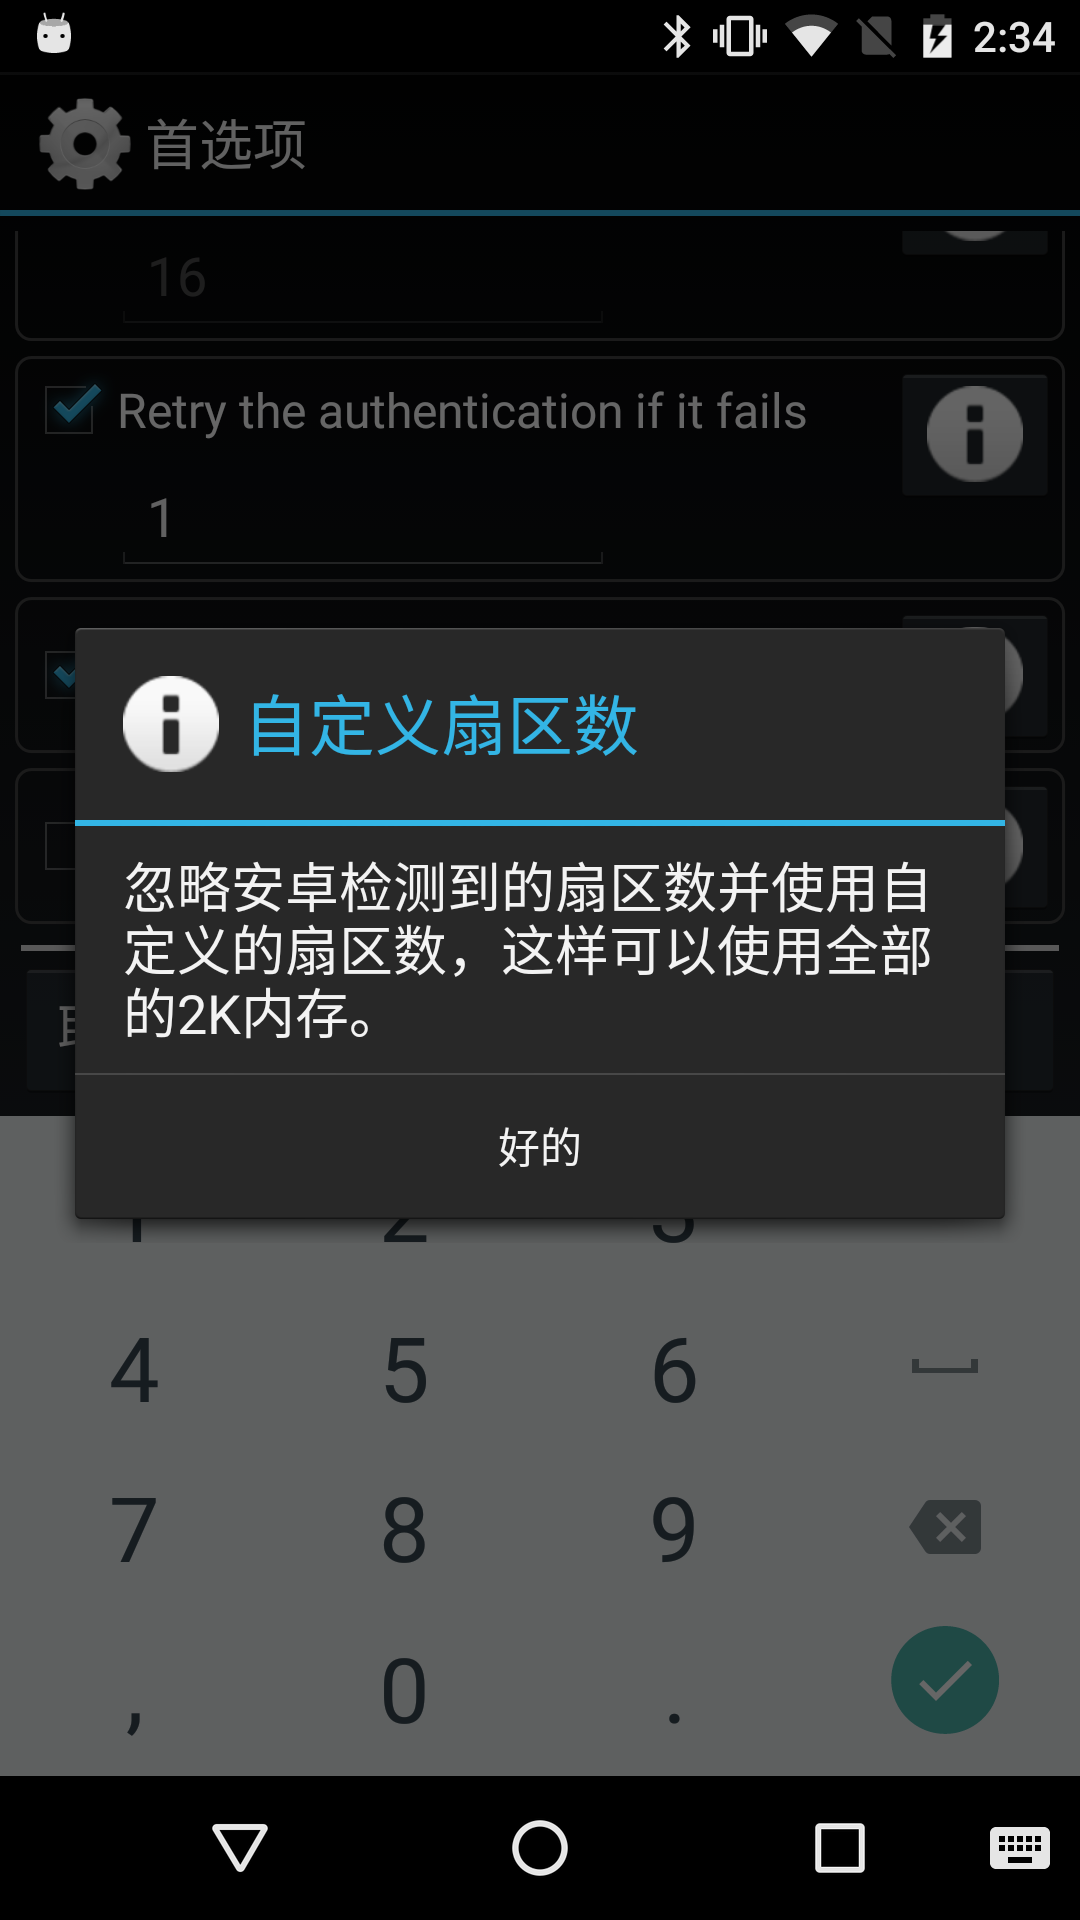 2:34
首选项
16
Retry the authentication if it fails
1
自定义扇区数
忽略安卓检测到的扇区数并使用自
定义的扇区数，这样可以使用全部
的2K内存。
好的
1 2 3
4 5 6
7 8 9
, 0 .